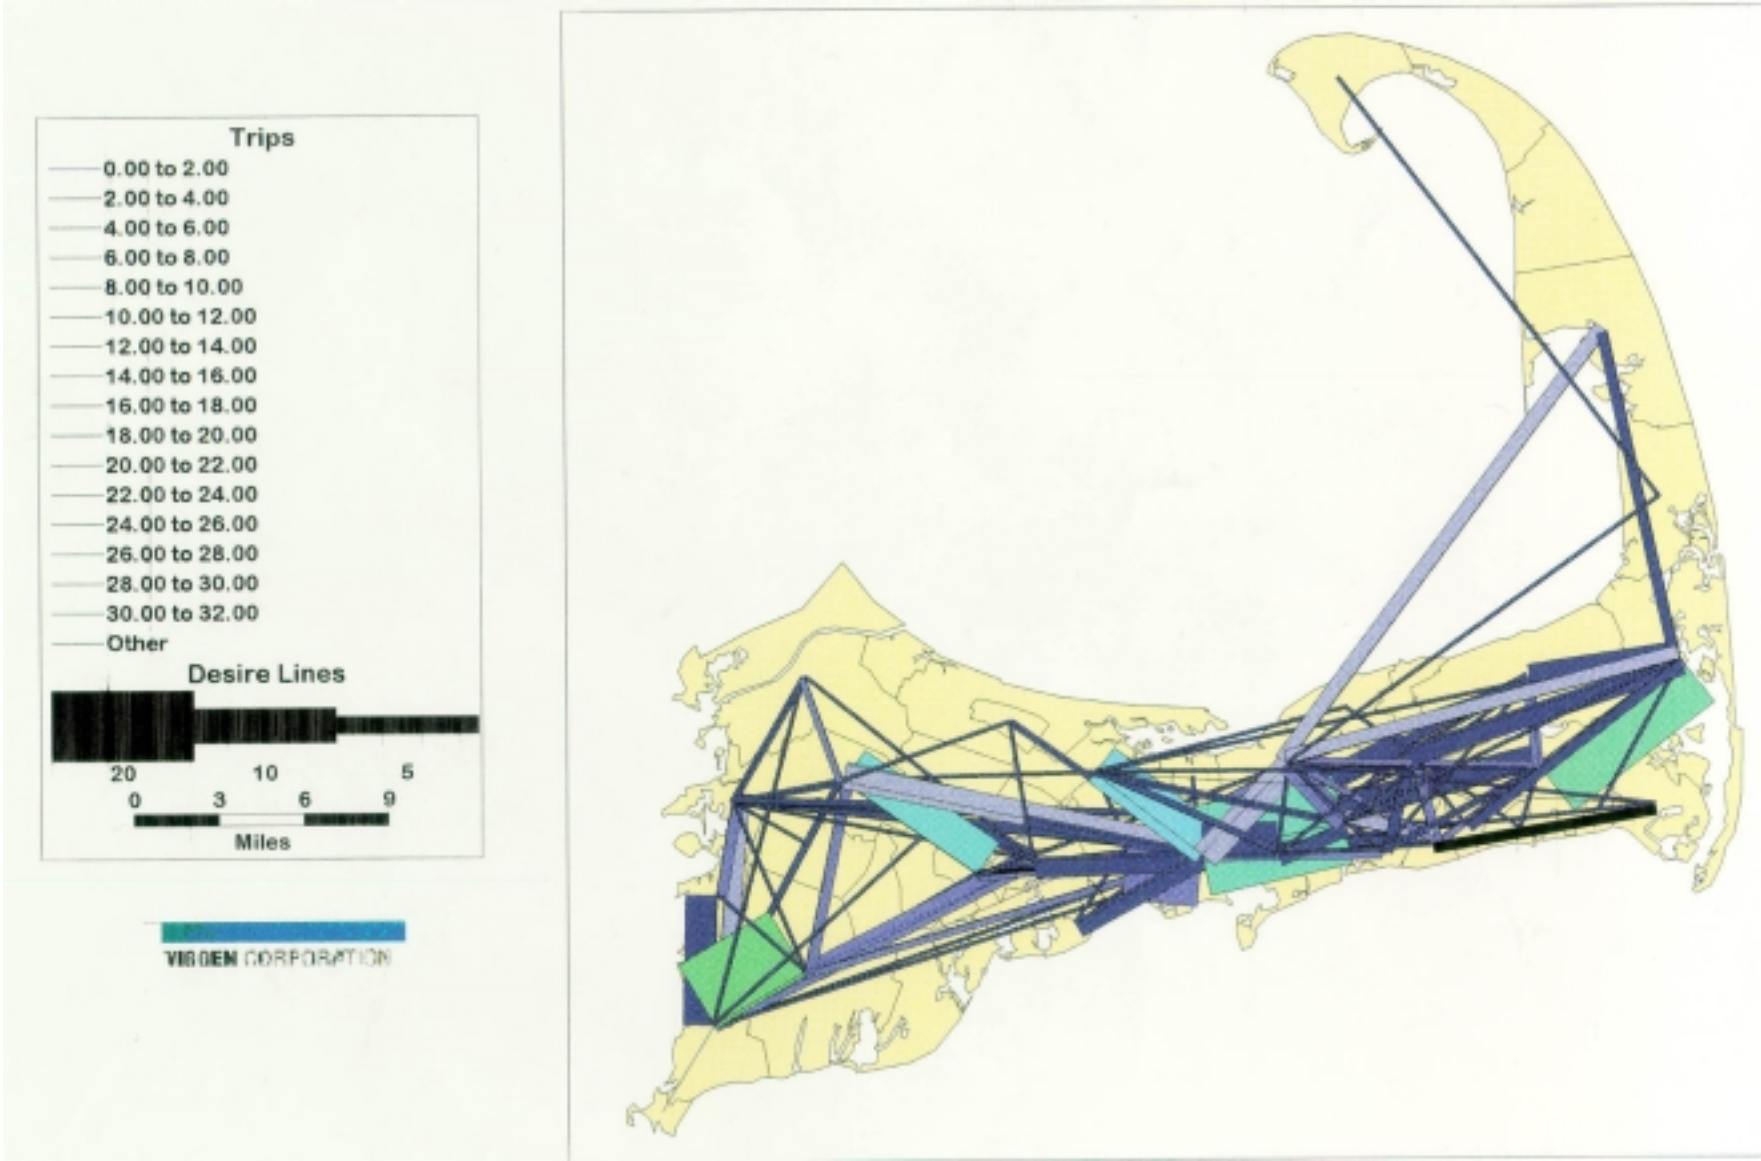 Trips
0.00 to 2.00
2.00 to 4.00
4.00 to 6.00
6.00 to 8.00
8.00 to 10.00
10.00 to 12.00
12.00 to 14.00
14.00 to 16.00
16.00 to 18.00
18.00 to 20.00
20.00 to 22.00
22.00 to 24.00
24.00 to 26.00
26.00 to 28.00
28.00 to 30.00
30.00 to 32.00
Other
Desire Lines
20 10 5
0 3 6 9
Miles
CORPORATION